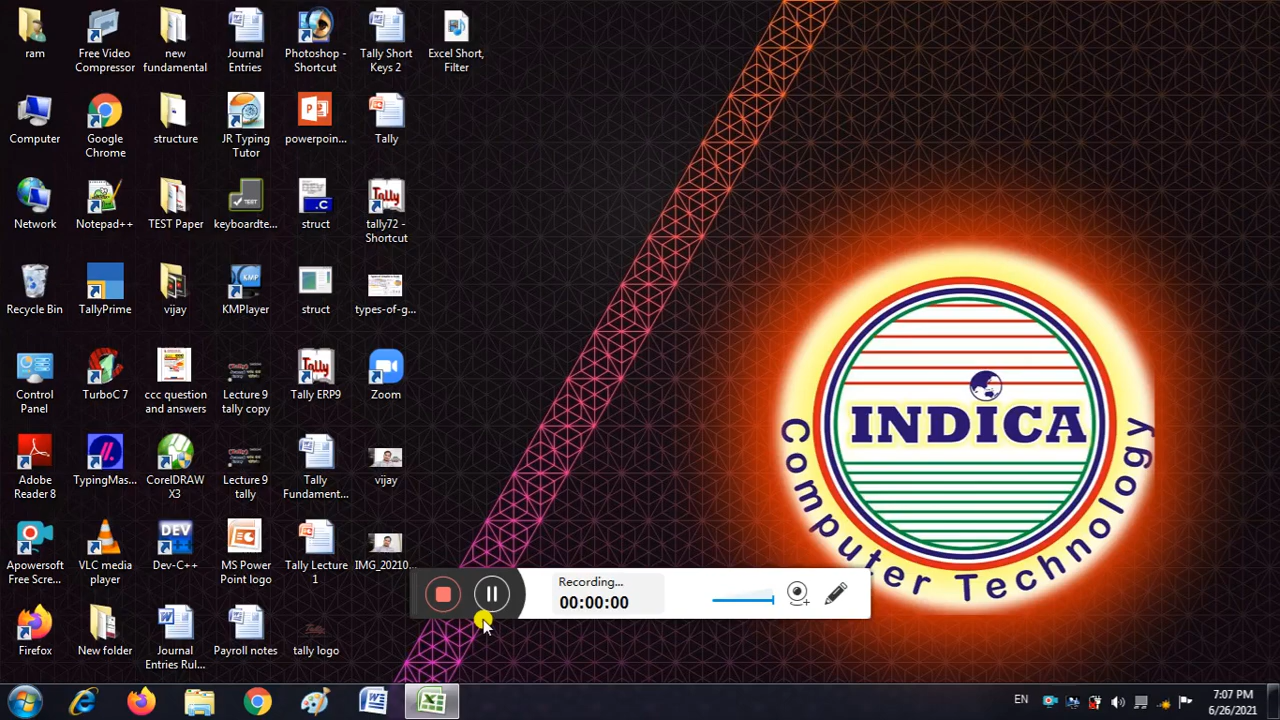 ram
Free Video
Compressor
new
fundamental
Journal
Entries
Photoshop -
Shortcut
Tally Short
Keys 2
Excel Short,
Filter
Computer
Google
Chrome
structure
JR Typing
Tutor
powerpoin...
Tally
Network
Notepad++
TEST Paper
keyboardte...
struct
tally72 -
Shortcut
Recycle Bin
TallyPrime
vijay
KMPlayer
struct
types-of-g...
Control
Panel
TurboC 7
ccc question
and answers
Lecture 9
tally copy
Tally ERP9
Zoom
Adobe
Reader 8
TypingMas...
CorelDRAW
X3
Lecture 9
tally
Tally
Fundament...
vijay
Apowersoft
Free Scree...
VLC media
player
Dev-C++
MS Power
Point logo
Tally Lecture
1
IMG_20210...
Firefox
New folder
Journal
Entries Rul...
Payroll notes
tally logo
Recording...
00:00:00
INDICA
Computer Technology
EN
7:07 PM
6/26/2021